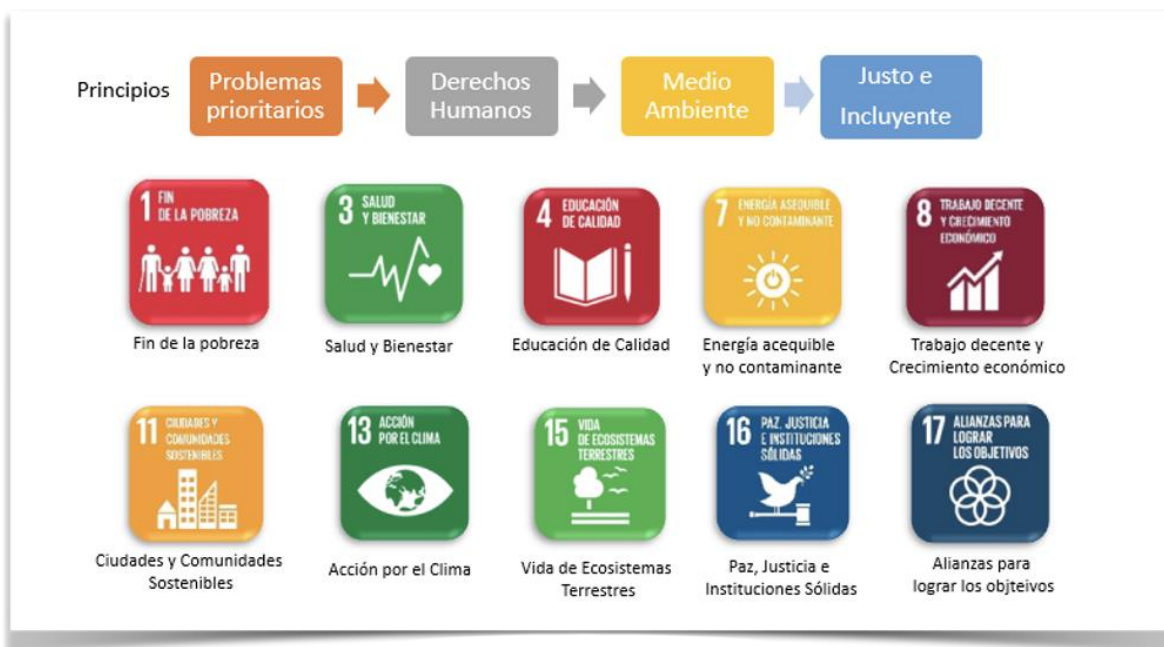 Principios
Problemas
prioritarios
Derechos
Humanos
Medio
Ambiente
Justo e
Incluyente
1 FIN
DE LA POBREZA
3 SALUD
Y BIENESTAR
4 EDUCACIÓN
DE CALIDAD
7 ENERGÍA ASEQUIBLE
Y NO CONTAMINANTE
8 TRABAJO DECENTE
Y CRECIMIENTO
ECONÓMICO
Fin de la pobreza
Salud y Bienestar
Educación de Calidad
Energía acequible
y no contaminante
Trabajo decente y
Crecimiento económico
11 CIUDADES Y
COMUNIDADES
SOSTENIBLES
13 ACCIÓN
POR EL CLIMA
15 VIDA
DE ECOSISTEMAS
TERRESTRES
16 PAZ, JUSTICIA
E INSTITUCIONES
SÓLIDAS
17 ALIANZAS PARA
LOGRAR
LOS OBJETIVOS
Ciudades y Comunidades
Sostenibles
Acción por el Clima
Vida de Ecosistemas
Terrestres
Paz, Justicia e
Instituciones Sólidas
Alianzas para
lograr los objteivos